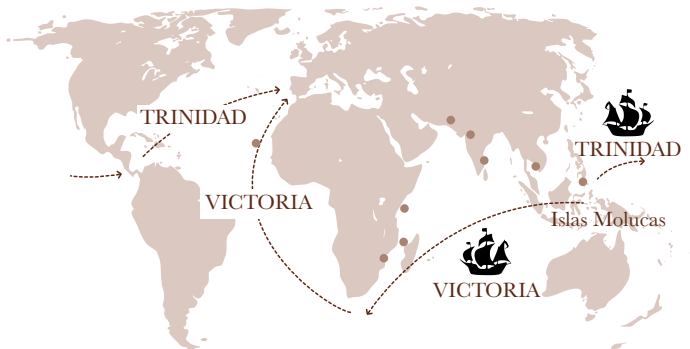 TRINIDAD
TRINIDAD
VICTORIA
Islas Molucas
VICTORIA